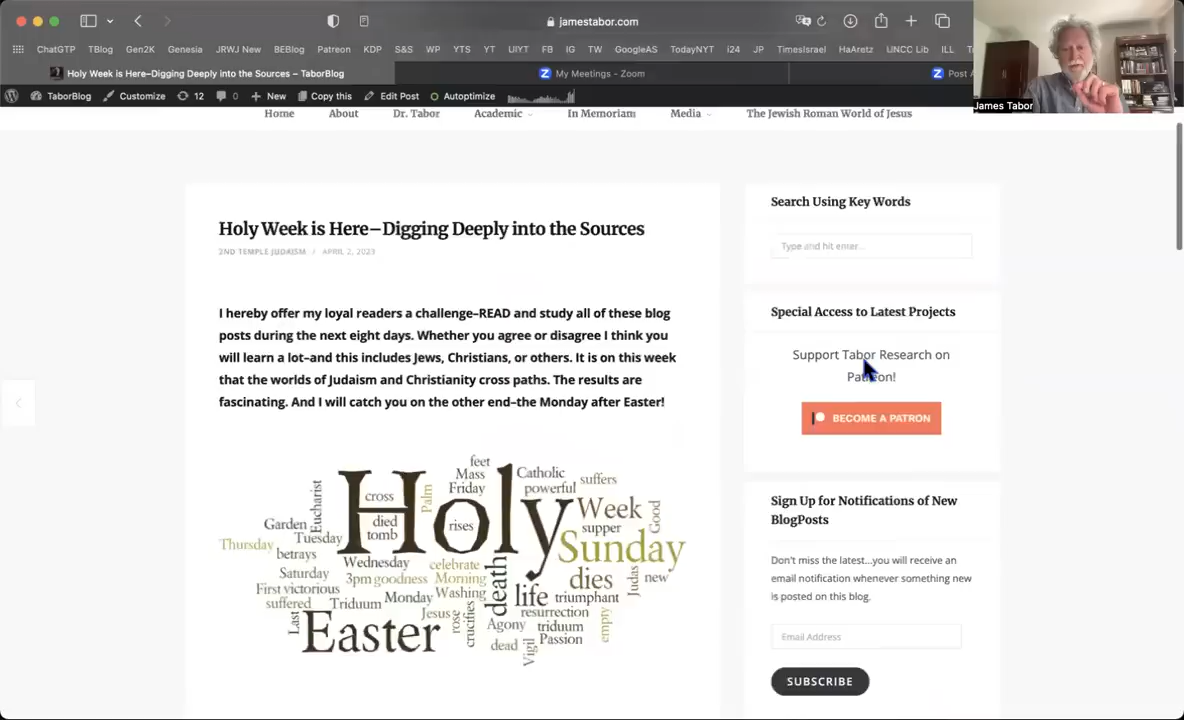 jamestabor.com
ChatGTP TBlog Gen2K Genesia JRWJ New BEBlog Patreon KDP S&S WP YTS YT UIYT FB IG TW GoogleAS TodayNYT i24 JP TimesIsrael HaAretz UNCC Lib ILL
Holy Week is Here–Digging Deeply into the Sources – TaborBlog
My Meetings – Zoom
Post
TaborBlog Customize 12 0 New Copy this Edit Post Autoptimize
James Tabor
Home About Dr. Tabor Academic In Memoriam Media The Jewish Roman World of Jesus
Holy Week is Here–Digging Deeply into the Sources
2ND TEMPLE JUDAISM / APRIL 2, 2023
I hereby offer my loyal readers a challenge–READ and study all of these blog
posts during the next eight days. Whether you agree or disagree I think you
will learn a lot–and this includes Jews, Christians, or others. It is on this week
that the worlds of Judaism and Christianity cross paths. The results are
fascinating. And I will catch you on the other end–the Monday after Easter!
feet
Mass
Catholic
Friday
powerful
suffers
cross
Palm
Holy
Week
Good
Eucharist
Garden
died
rises
supper
tomb
Tuesday
Thursday
betrays
Wednesday
celebrate
Sunday
Saturday
3pm
goodness
Morning
death
dies
Judas
new
First
victorious
Monday
Washing
life
triumphant
suffered
Triduum
Jesus
rose
crucifies
resurrection
empty
Last
Easter
Agony
triduum
dead
Vigil
Passion
Search Using Key Words
Type and hit enter...
Special Access to Latest Projects
Support Tabor Research on
Patreon!
BECOME A PATRON
Sign Up for Notifications of New
BlogPosts
Don't miss the latest...you will receive an
email notification whenever something new
is posted on this blog.
Email Address
SUBSCRIBE